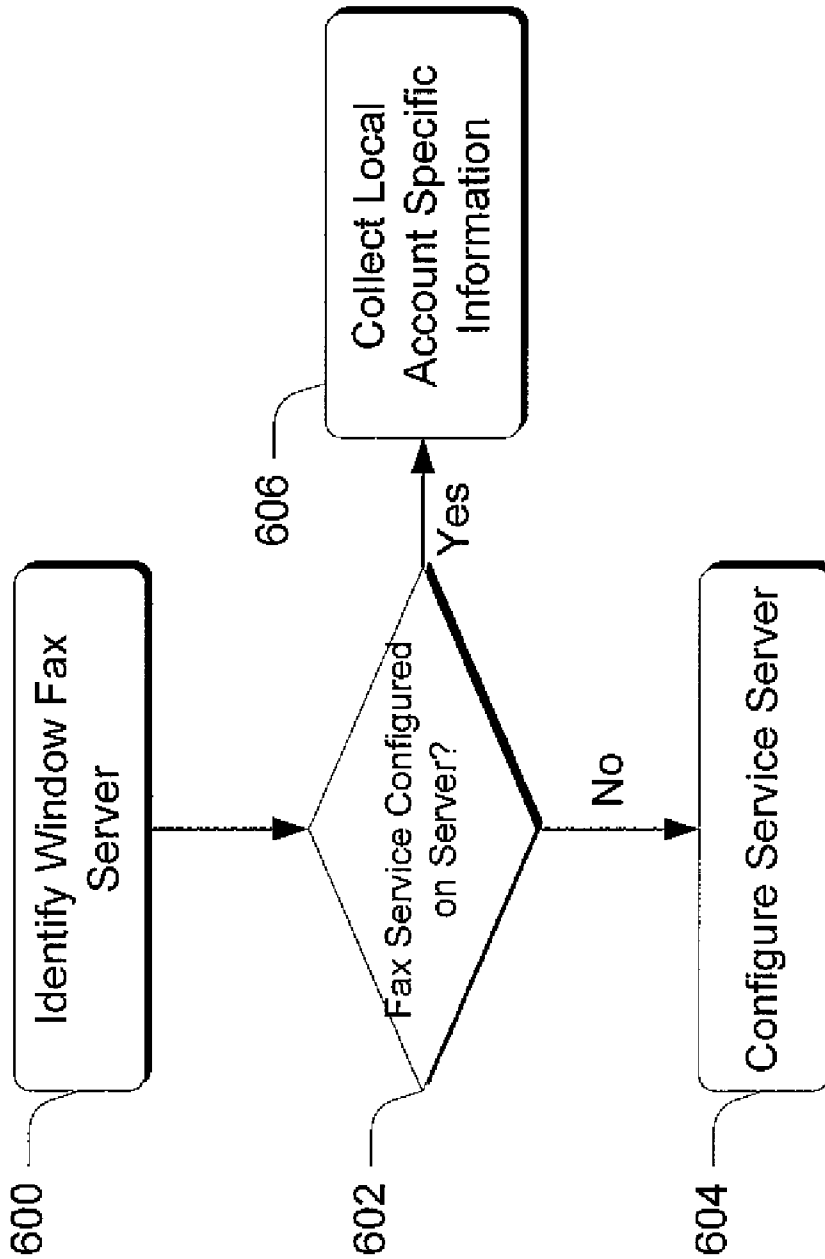 600
Identify Window Fax
Server
602
Fax Service Configured
on Server?
Yes
606
Collect Local
Account Specific
Information
No
604
Configure Service Server